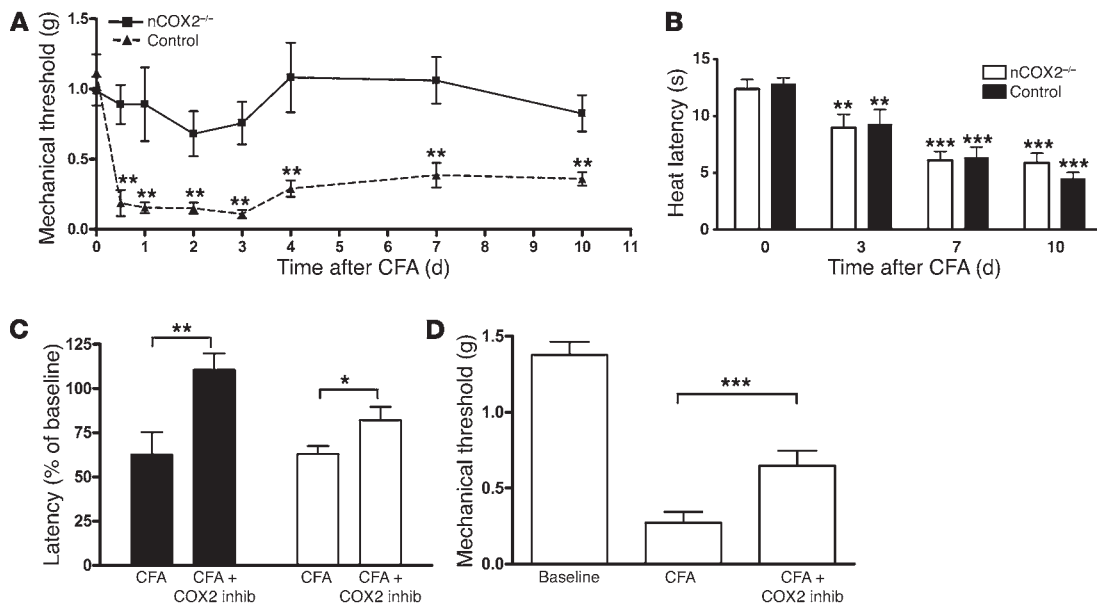 A
Mechanical threshold (g)
nCOX2–/–
Control
1.5
1.0
0.5
0.0
**
**
**
**
**
**
**
0 1 2 3 4 5 6 7 8 9 10 11
Time after CFA (d)
B
Heat latency (s)
nCOX2–/–
Control
15
10
5
0
** **
*** ***
*** ***
0 3 7 10
Time after CFA (d)
C
Latency (% of baseline)
125
100
75
50
25
0
**
*
CFA CFA + CFA CFA +
COX2 inhib COX2 inhib
D
Mechanical threshold (g)
1.5
1.0
0.5
0.0
***
Baseline CFA CFA +
COX2 inhib